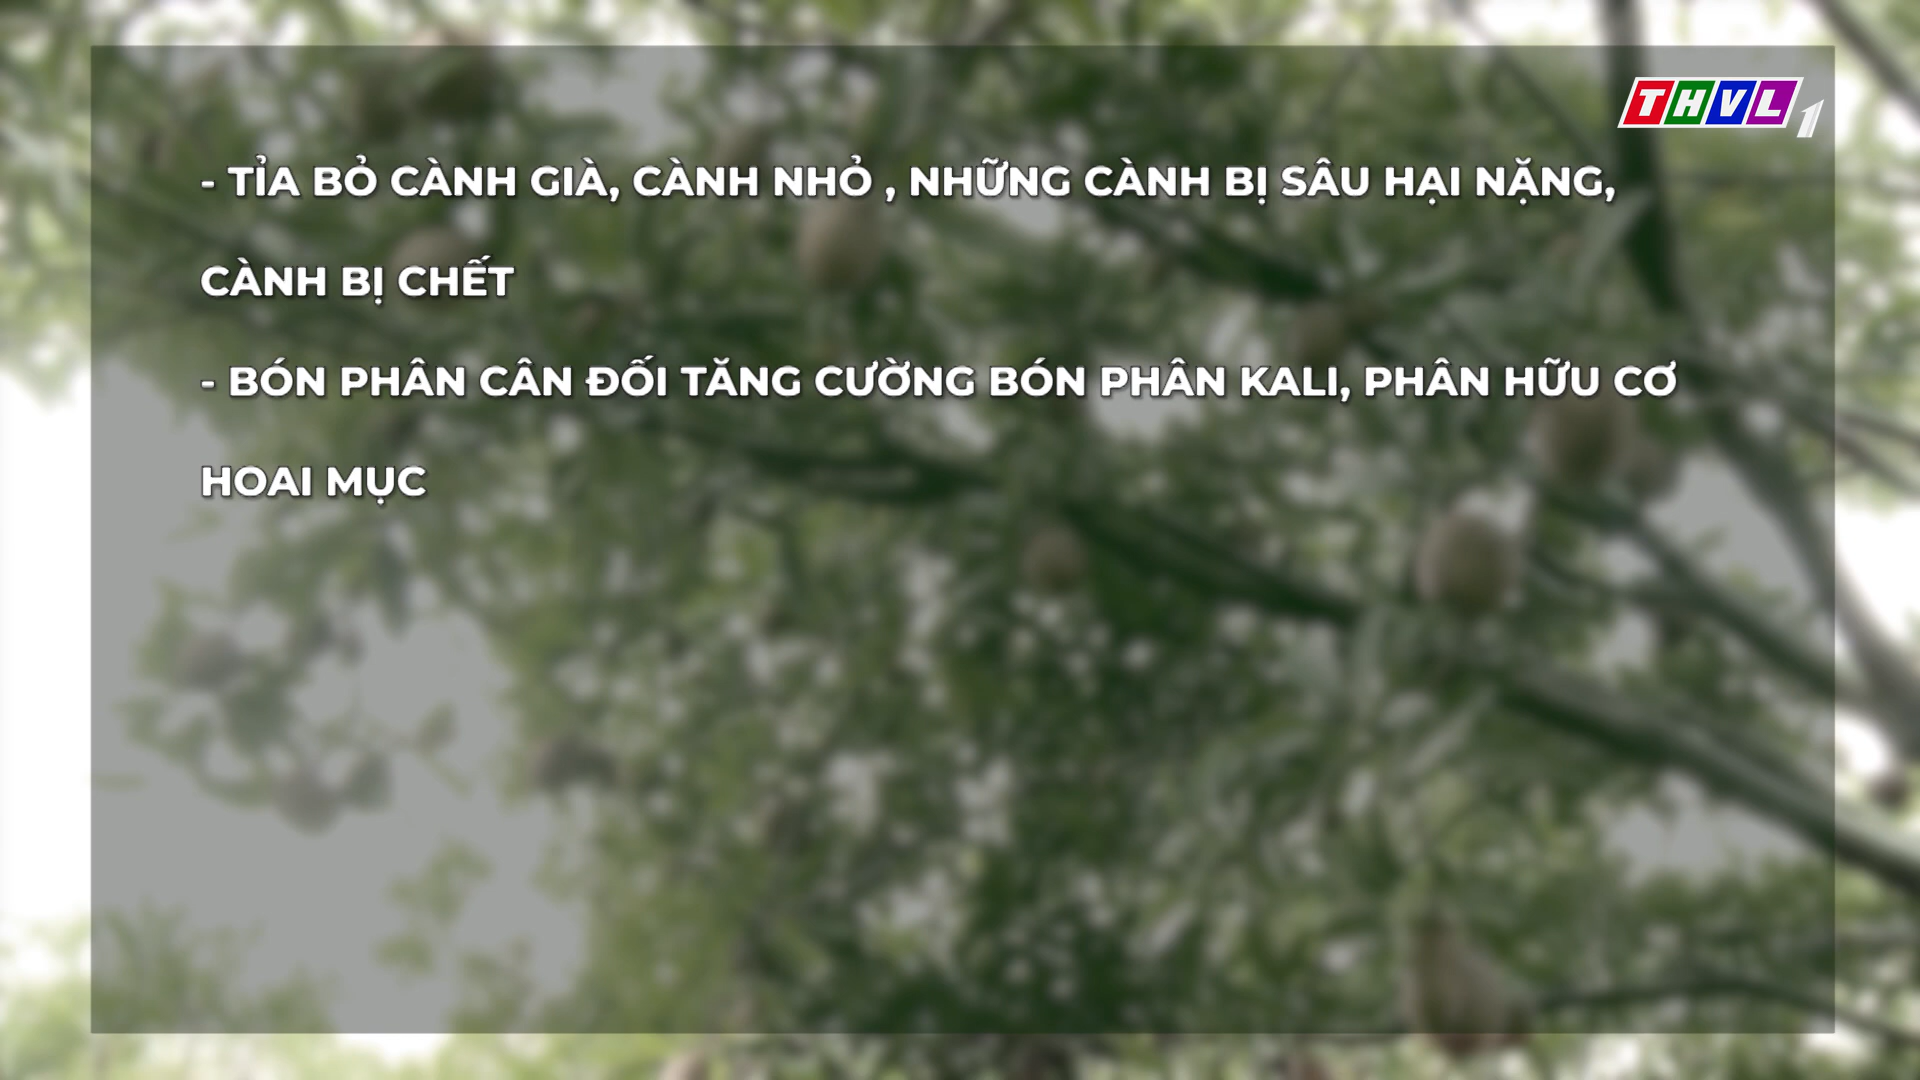 THVL1
- TỈA BỎ CÀNH GIÀ, CÀNH NHỎ , NHỮNG CÀNH BỊ SÂU HẠI NẶNG,
CÀNH BỊ CHẾT
- BÓN PHÂN CÂN ĐỐI TĂNG CƯỜNG BÓN PHÂN KALI, PHÂN HỮU CƠ
HOAI MỤC